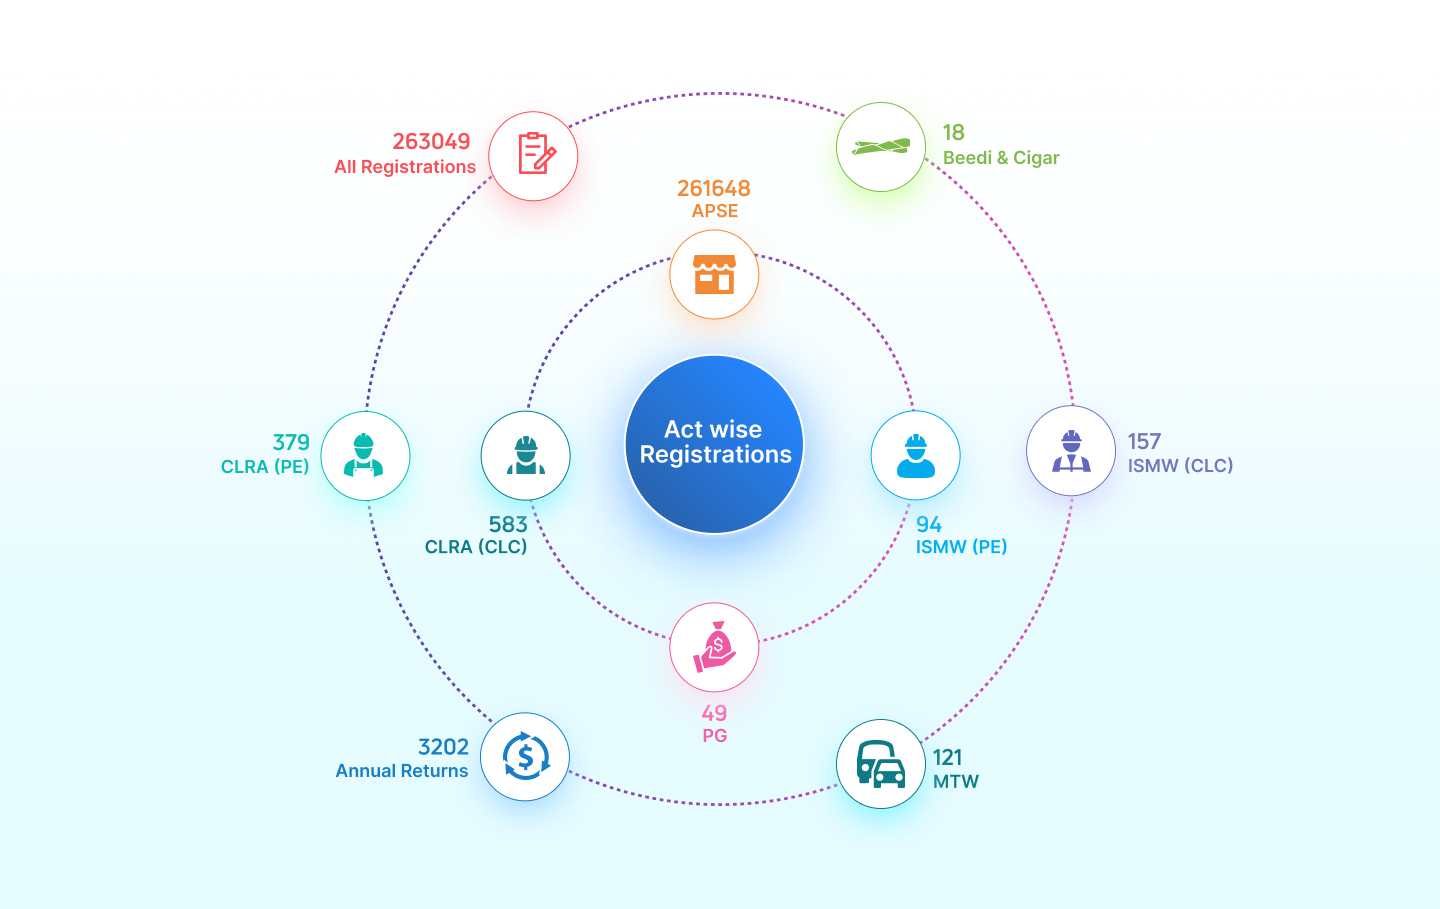 263049
All Registrations
18
Beedi & Cigar
261648
APSE
Act wise
Registrations
379
CLRA (PE)
583
CLRA (CLC)
94
ISMW (PE)
157
ISMW (CLC)
49
PG
3202
Annual Returns
121
MTW